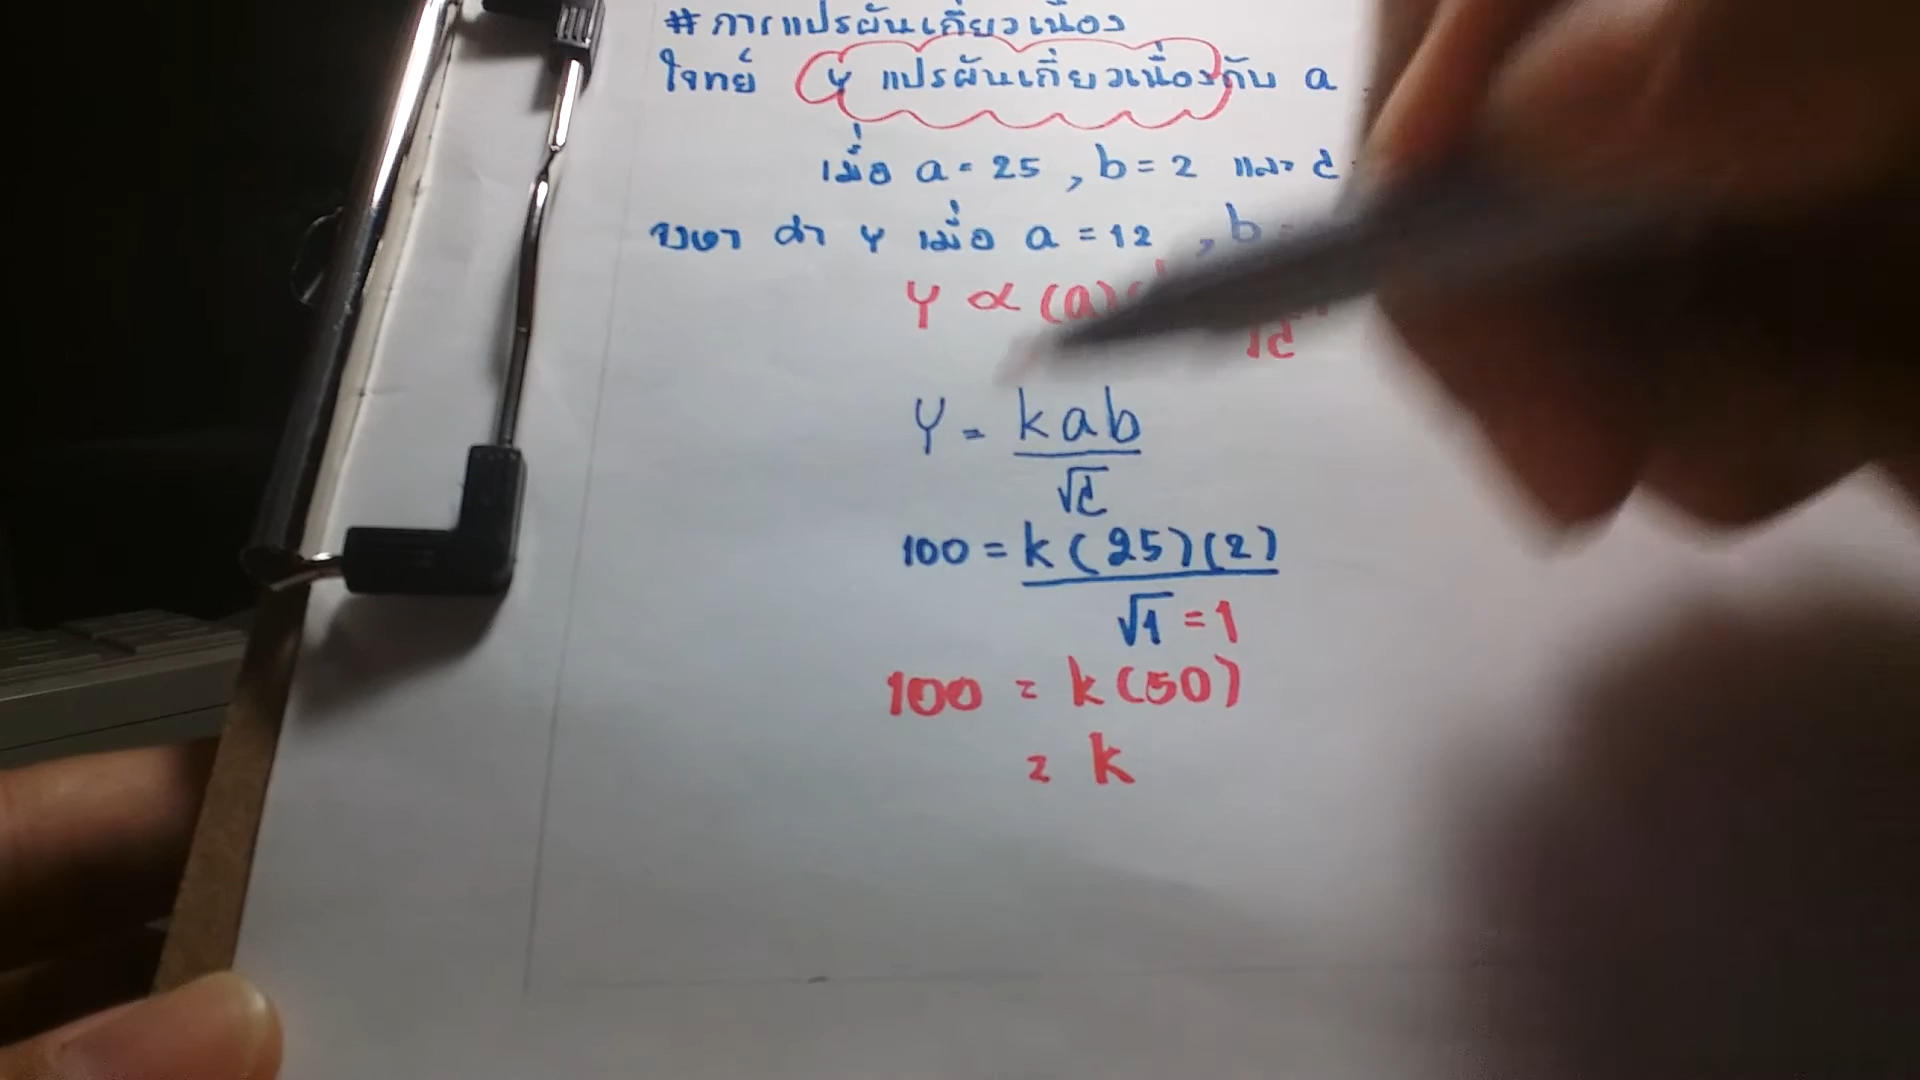 # การแปรผันเกี่ยวเนื่อง
โจทย์ y แปรผันเกี่ยวเนื่องกับ a
เมื่อ a = 25 , b = 2 และ c
จงหา ค่า y เมื่อ a = 12 , b =
Y ∝ (a)
√c
Y = kab
√c
100 = k(25)(2)
√1 = 1
100 = k(50)
= k